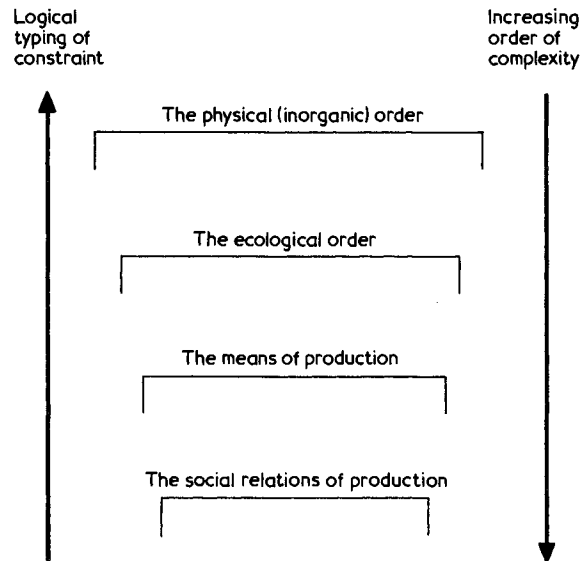 Logical
typing of
constraint
Increasing
order of
complexity
The physical (inorganic) order
The ecological order
The means of production
The social relations of production